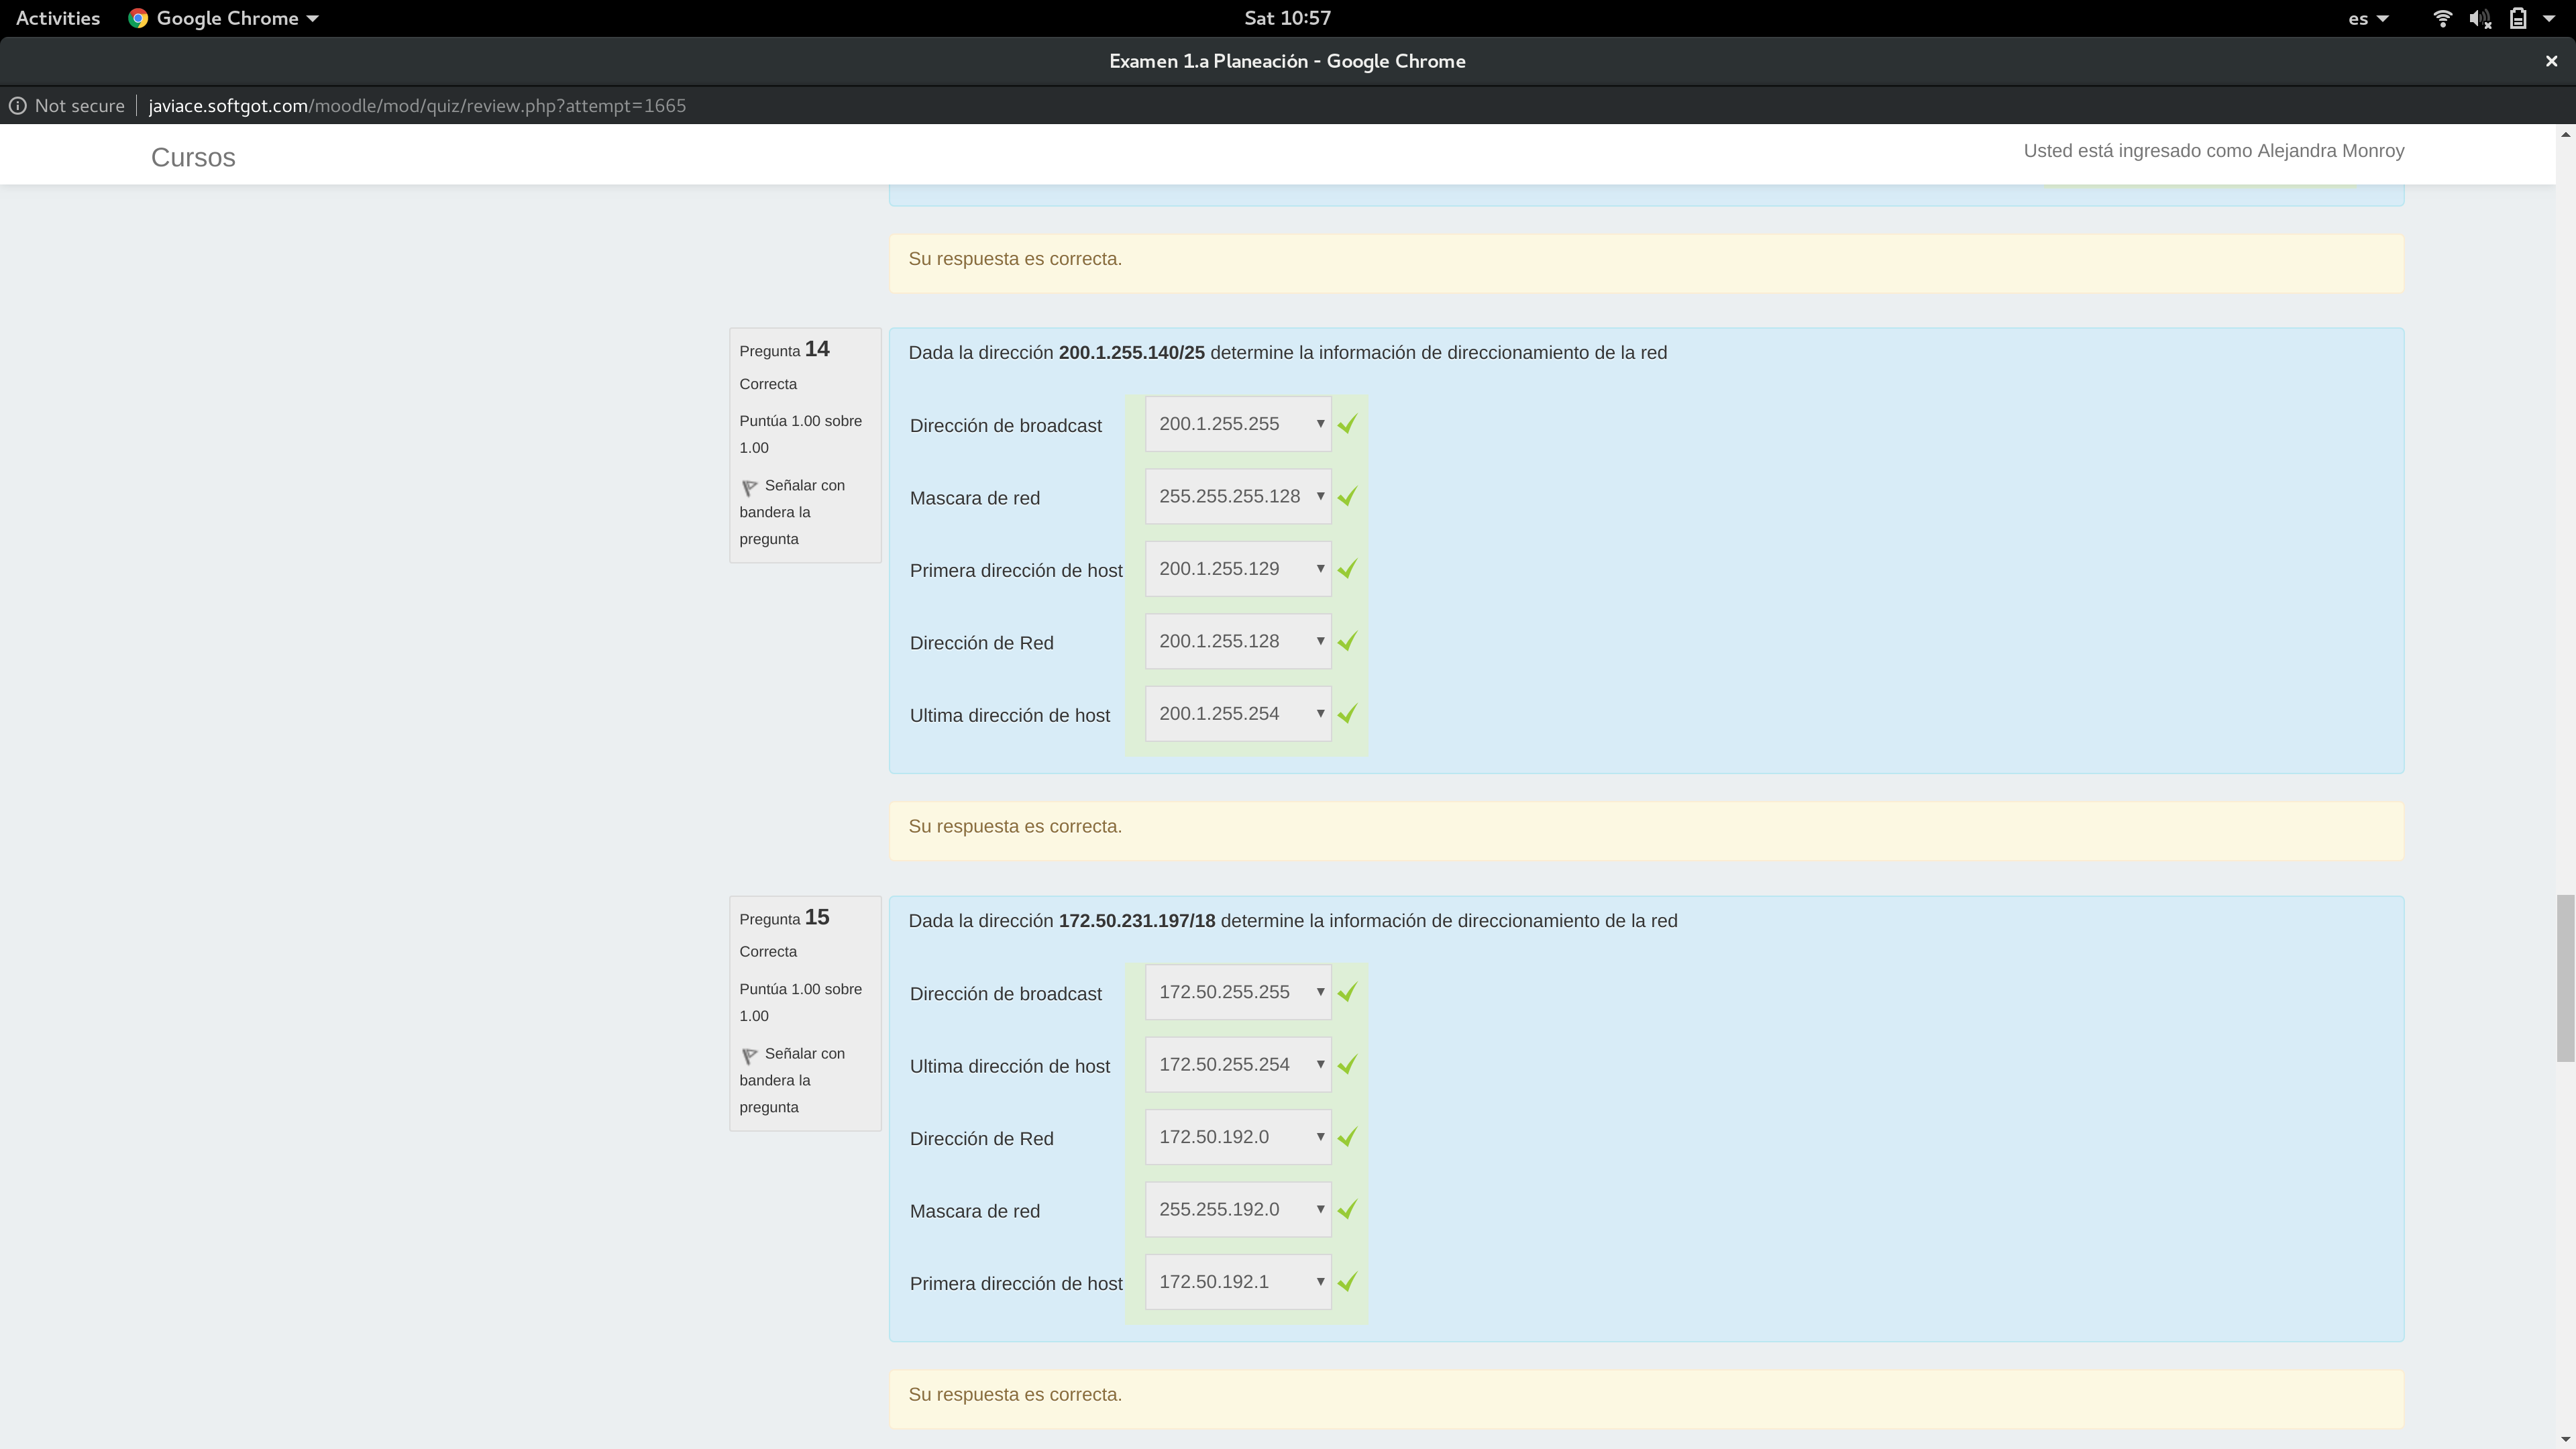 Activities Google Chrome Sat 10:57 es
Examen 1.a Planeación - Google Chrome
Not secure javiace.softgot.com/moodle/mod/quiz/review.php?attempt=1665
Cursos Usted está ingresado como Alejandra Monroy
Su respuesta es correcta.
Pregunta 14
Correcta
Puntúa 1.00 sobre
1.00
Señalar con
bandera la
pregunta
Dada la dirección 200.1.255.140/25 determine la información de direccionamiento de la red
Dirección de broadcast 200.1.255.255
Mascara de red 255.255.255.128
Primera dirección de host 200.1.255.129
Dirección de Red 200.1.255.128
Ultima dirección de host 200.1.255.254
Su respuesta es correcta.
Pregunta 15
Correcta
Puntúa 1.00 sobre
1.00
Señalar con
bandera la
pregunta
Dada la dirección 172.50.231.197/18 determine la información de direccionamiento de la red
Dirección de broadcast 172.50.255.255
Ultima dirección de host 172.50.255.254
Dirección de Red 172.50.192.0
Mascara de red 255.255.192.0
Primera dirección de host 172.50.192.1
Su respuesta es correcta.